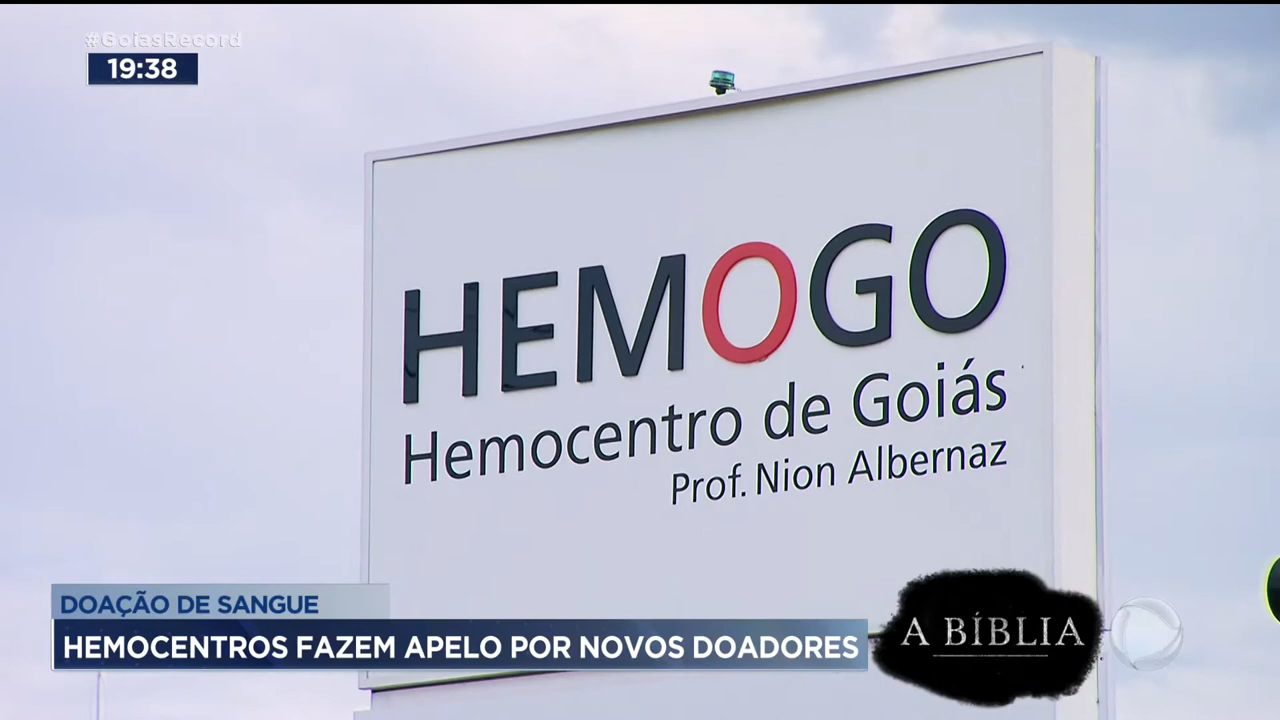 #GoiasRecord
19:38
HEMOGO
Hemocentro de Goiás
Prof. Nion Albernaz
DOAÇÃO DE SANGUE
HEMOCENTROS FAZEM APELO POR NOVOS DOADORES
A BÍBLIA